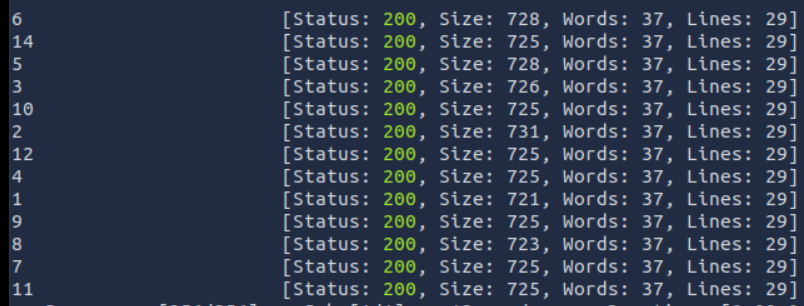 6 [Status: 200, Size: 728, Words: 37, Lines: 29]
14 [Status: 200, Size: 725, Words: 37, Lines: 29]
5 [Status: 200, Size: 728, Words: 37, Lines: 29]
3 [Status: 200, Size: 726, Words: 37, Lines: 29]
10 [Status: 200, Size: 725, Words: 37, Lines: 29]
2 [Status: 200, Size: 731, Words: 37, Lines: 29]
12 [Status: 200, Size: 725, Words: 37, Lines: 29]
4 [Status: 200, Size: 725, Words: 37, Lines: 29]
1 [Status: 200, Size: 721, Words: 37, Lines: 29]
9 [Status: 200, Size: 725, Words: 37, Lines: 29]
8 [Status: 200, Size: 723, Words: 37, Lines: 29]
7 [Status: 200, Size: 725, Words: 37, Lines: 29]
11 [Status: 200, Size: 725, Words: 37, Lines: 29]